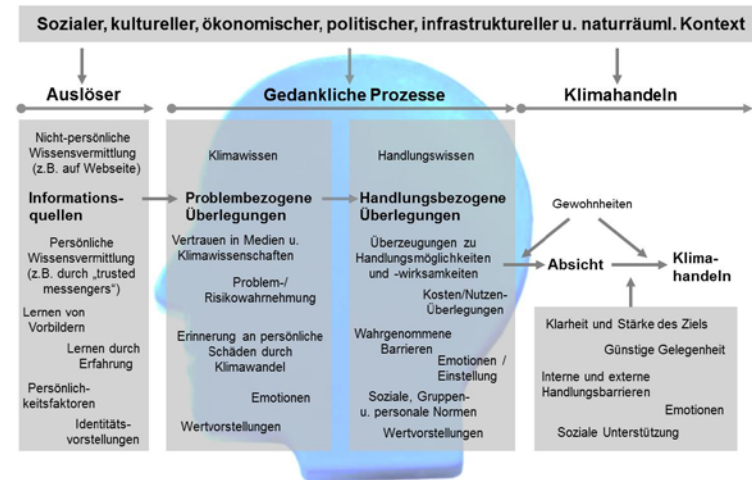 Sozialer, kultureller, ökonomischer, politischer, infrastruktureller u. naturräuml. Kontext
Auslöser
Gedankliche Prozesse
Klimahandeln
Nicht-persönliche
Wissensvermittlung
(z.B. auf Webseite)
Informations-
quellen
Persönliche
Wissensvermittlung
(z.B. durch „trusted
messengers“)
Lernen von
Vorbildern
Lernen durch
Erfahrung
Persönlich-
keitsfaktoren
Identitäts-
vorstellungen
Klimawissen
Problembezogene
Überlegungen
Vertrauen in Medien u.
Klimawissenschaften
Problem-/
Risikowahrnehmung
Erinnerung an persönliche
Schäden durch
Klimawandel
Emotionen
Wertvorstellungen
Handlungswissen
Handlungsbezogene
Überlegungen
Überzeugungen zu
Handlungsmöglichkeiten
und -wirksamkeiten
Kosten/Nutzen-
Überlegungen
Wahrgenommene
Barrieren
Emotionen /
Einstellung
Soziale, Gruppen-
u. personale Normen
Wertvorstellungen
Gewohnheiten
Absicht
Klima-
handeln
Klarheit und Stärke des Ziels
Günstige Gelegenheit
Interne und externe
Handlungsbarrieren
Emotionen
Soziale Unterstützung